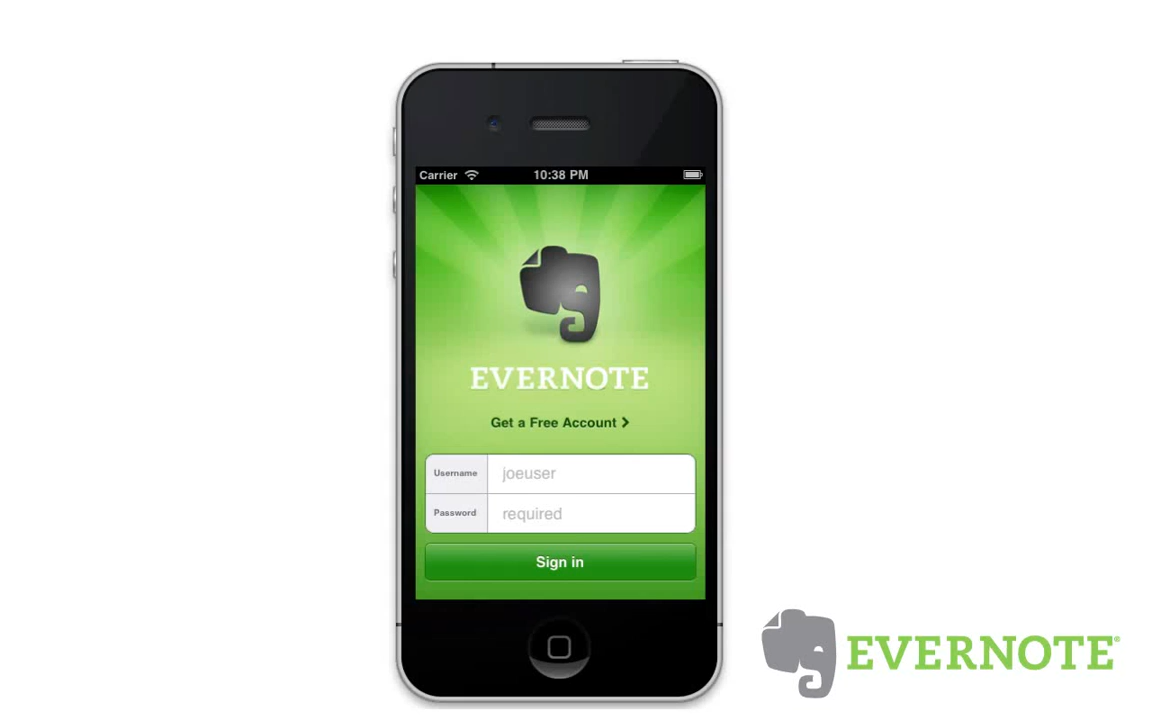 Carrier 10:38 PM
EVERNOTE
Get a Free Account >
Username joeuser
Password required
Sign in
EVERNOTE®